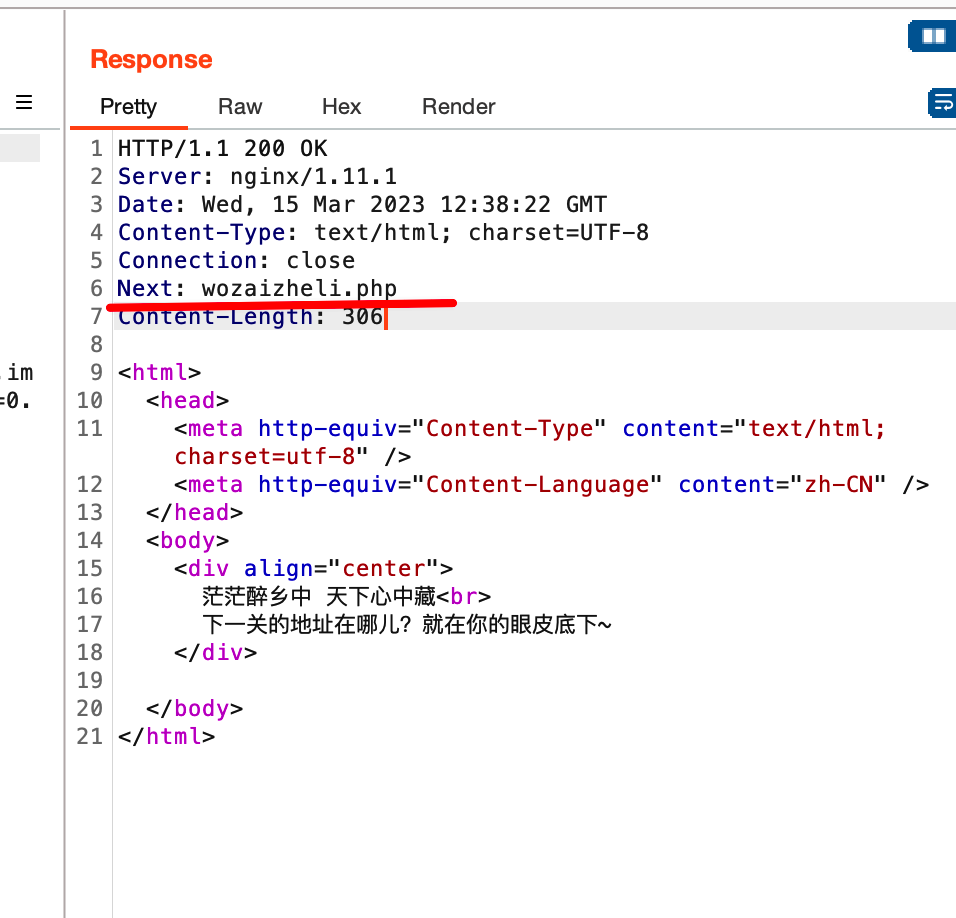 Response
Pretty Raw Hex Render
1 HTTP/1.1 200 OK
2 Server: nginx/1.11.1
3 Date: Wed, 15 Mar 2023 12:38:22 GMT
4 Content-Type: text/html; charset=UTF-8
5 Connection: close
6 Next: wozaizheli.php
7 Content-Length: 306
8
.im
9 <html>
=0.
10 <head>
11 <meta http-equiv="Content-Type" content="text/html;
charset=utf-8" />
12 <meta http-equiv="Content-Language" content="zh-CN" />
13 </head>
14 <body>
15 <div align="center">
16 茫茫醉乡中 天下心中藏<br>
17 下一关的地址在哪儿？就在你的眼皮底下~
18 </div>
19
20 </body>
21 </html>